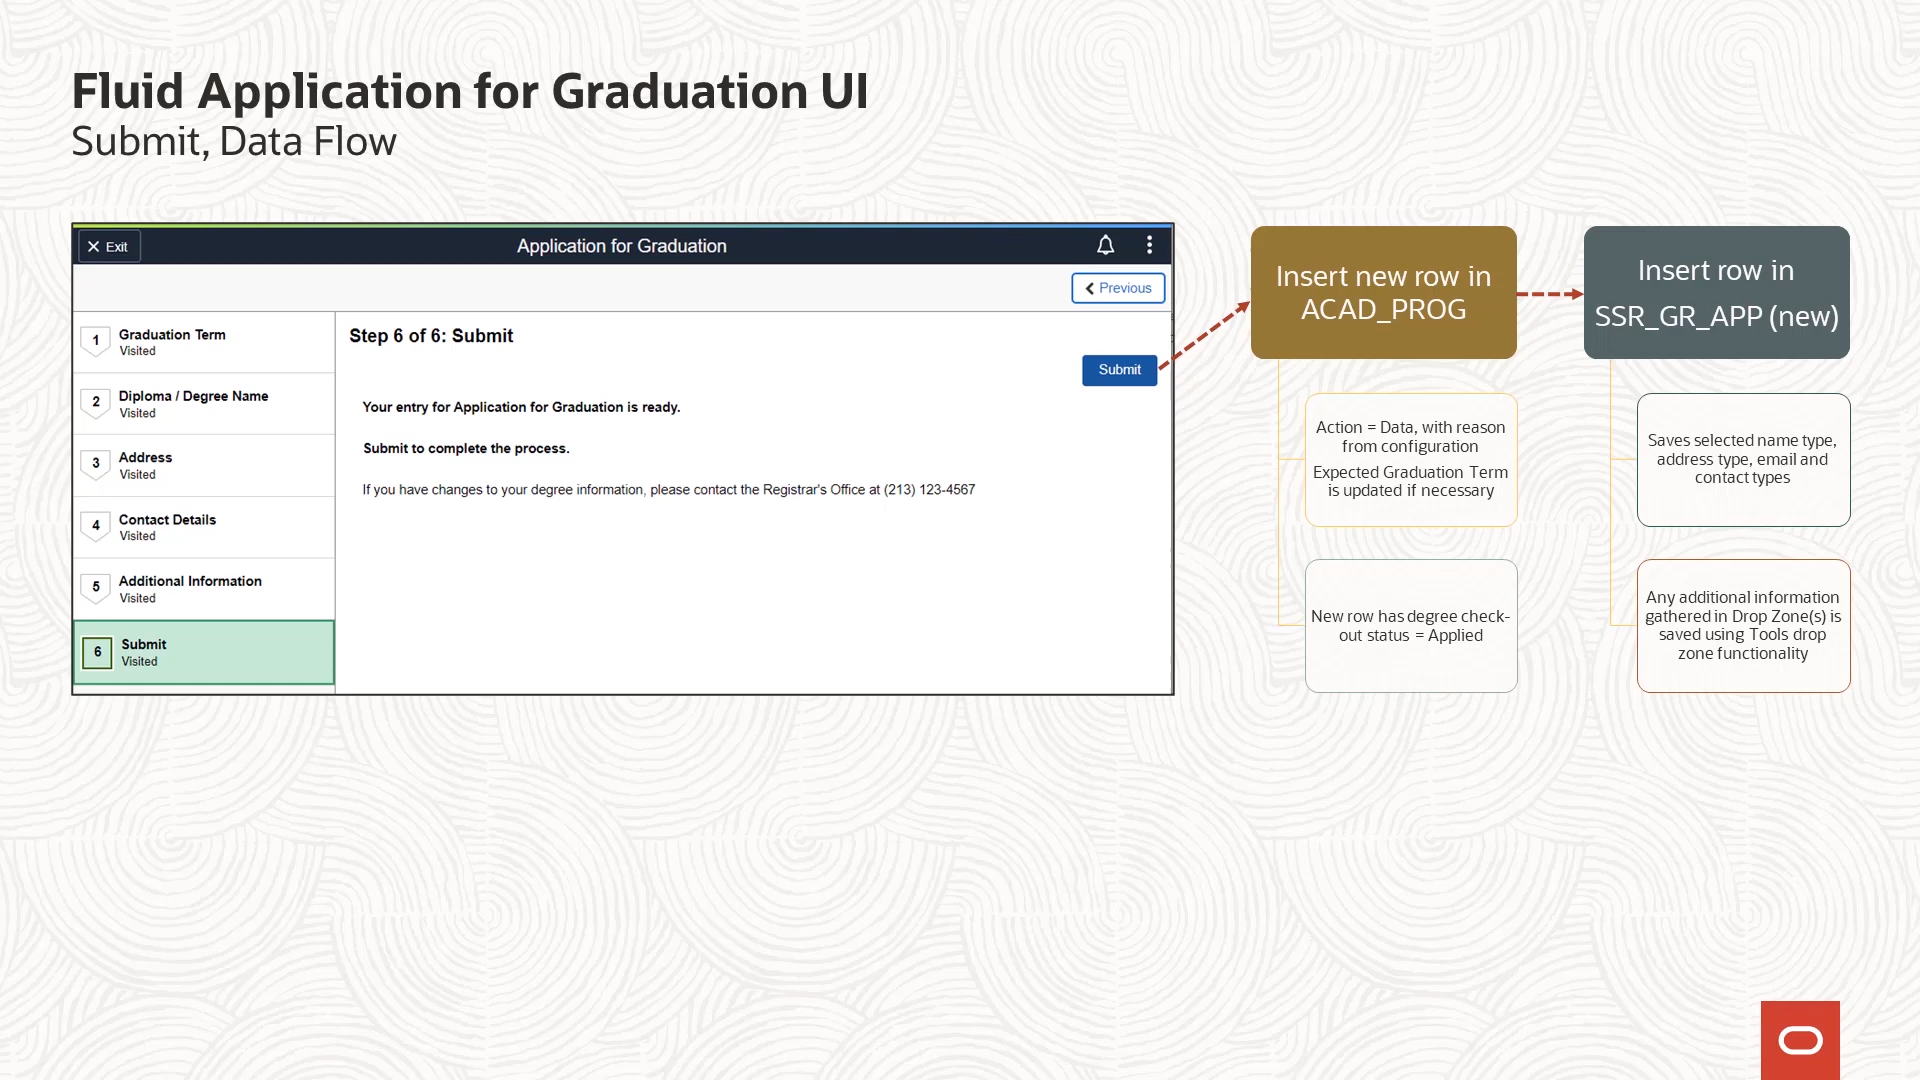 Fluid Application for Graduation UI
Submit, Data Flow
Exit
Application for Graduation
Previous
1
Graduation Term
Visited
2
Diploma / Degree Name
Visited
3
Address
Visited
4
Contact Details
Visited
5
Additional Information
Visited
6
Submit
Visited
Step 6 of 6: Submit
Submit
Your entry for Application for Graduation is ready.
Submit to complete the process.
If you have changes to your degree information, please contact the Registrar's Office at (213) 123-4567
Insert new row in
ACAD_PROG
Action = Data, with reason
from configuration
Expected Graduation Term
is updated if necessary
New row has degree check-
out status = Applied
Insert row in
SSR_GR_APP (new)
Saves selected name type,
address type, email and
contact types
Any additional information
gathered in Drop Zone(s) is
saved using Tools drop
zone functionality